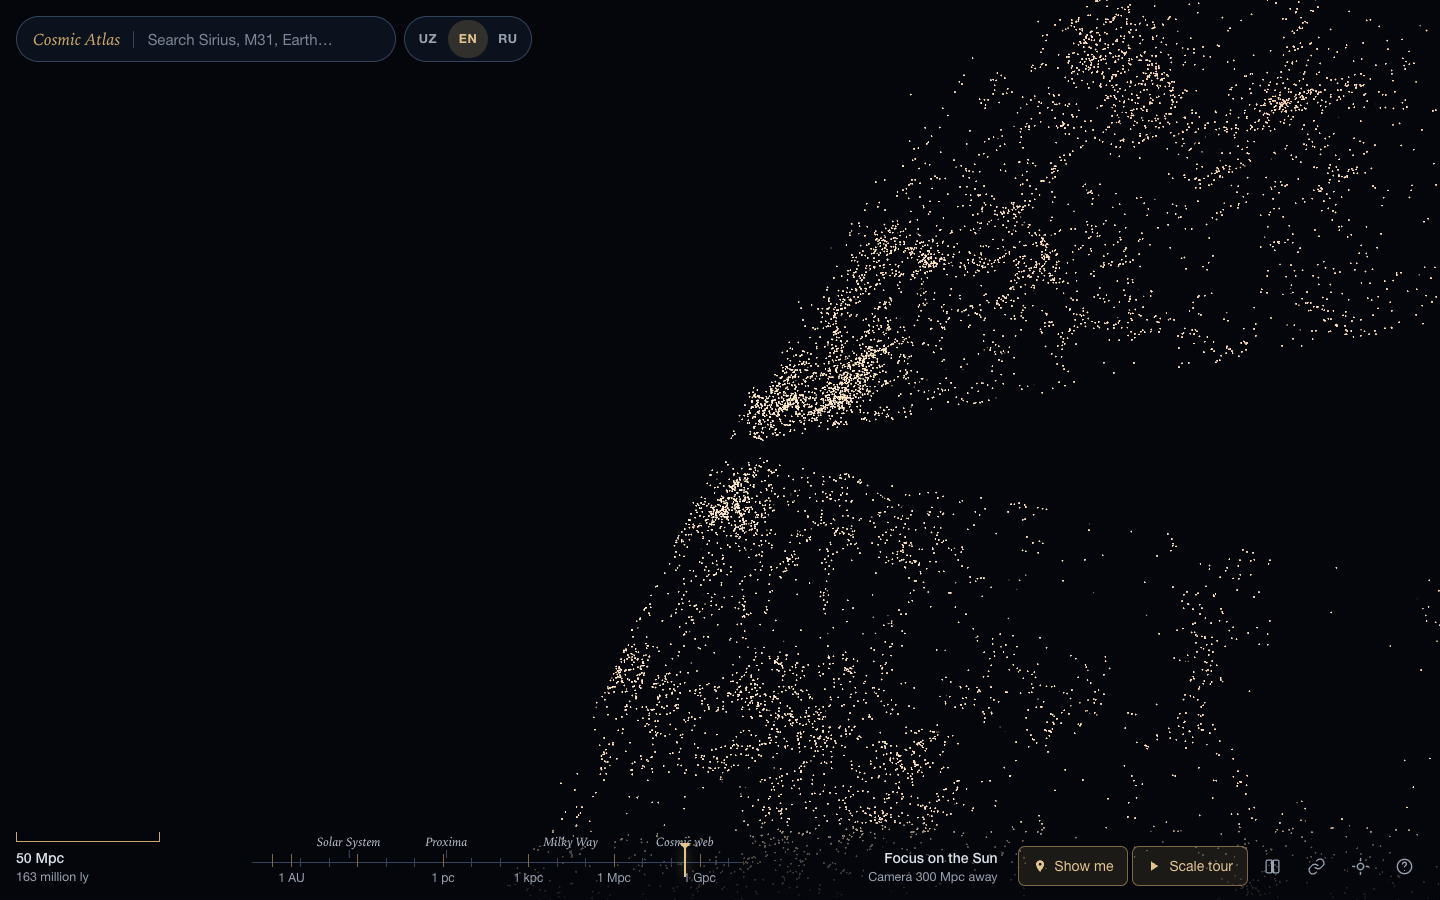 Cosmic Atlas
Search Sirius, M31, Earth...
UZ EN RU
50 Mpc
163 million ly
Solar System Proxima Milky Way Cosmic web
1 AU 1 pc 1 kpc 1 Mpc 1 Gpc
Focus on the Sun
Camera 300 Mpc away
Show me
Scale tour